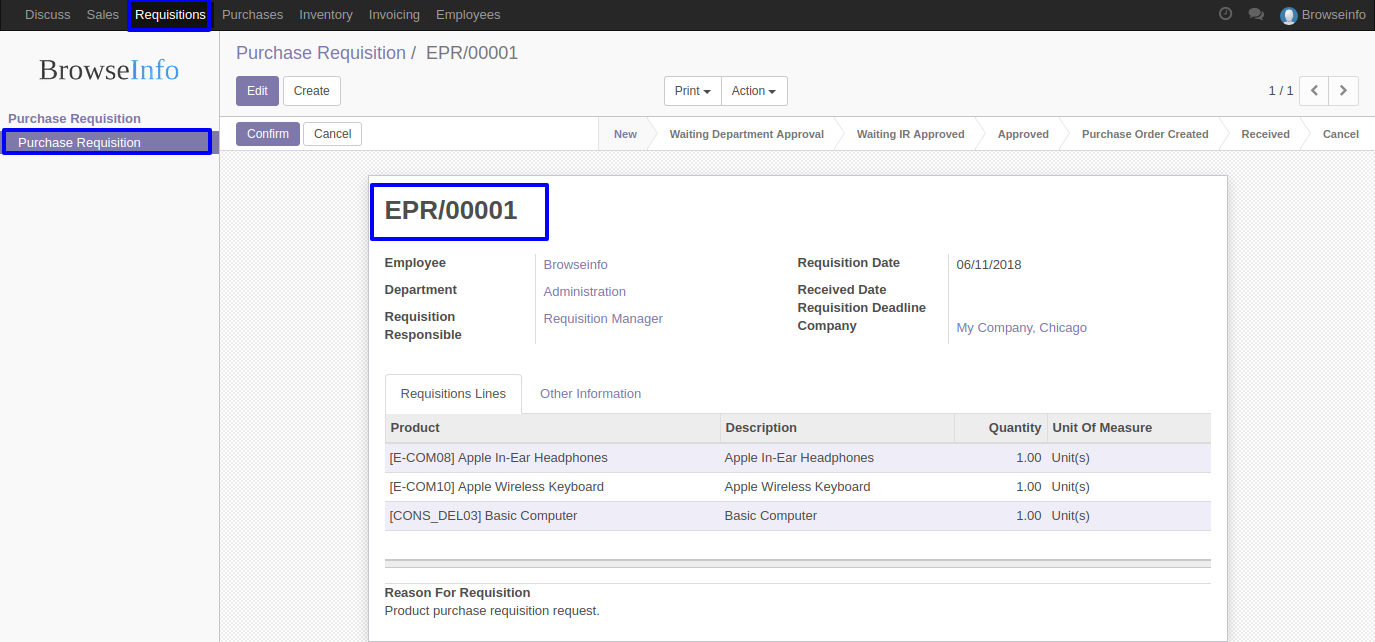 Discuss Sales Requisitions Purchases Inventory Invoicing Employees Browseinfo
BrowseInfo
Purchase Requisition
Purchase Requisition
Purchase Requisition / EPR/00001
Edit Create Print Action 1 / 1
Confirm Cancel New Waiting Department Approval Waiting IR Approved Approved Purchase Order Created Received Cancel
EPR/00001
Employee Browseinfo
Department Administration
Requisition Responsible Requisition Manager
Requisition Date 06/11/2018
Received Date
Requisition Deadline
Company My Company, Chicago
Requisitions Lines Other Information
Product Description Quantity Unit Of Measure
[E-COM08] Apple In-Ear Headphones Apple In-Ear Headphones 1.00 Unit(s)
[E-COM10] Apple Wireless Keyboard Apple Wireless Keyboard 1.00 Unit(s)
[CONS_DEL03] Basic Computer Basic Computer 1.00 Unit(s)
Reason For Requisition
Product purchase requisition request.